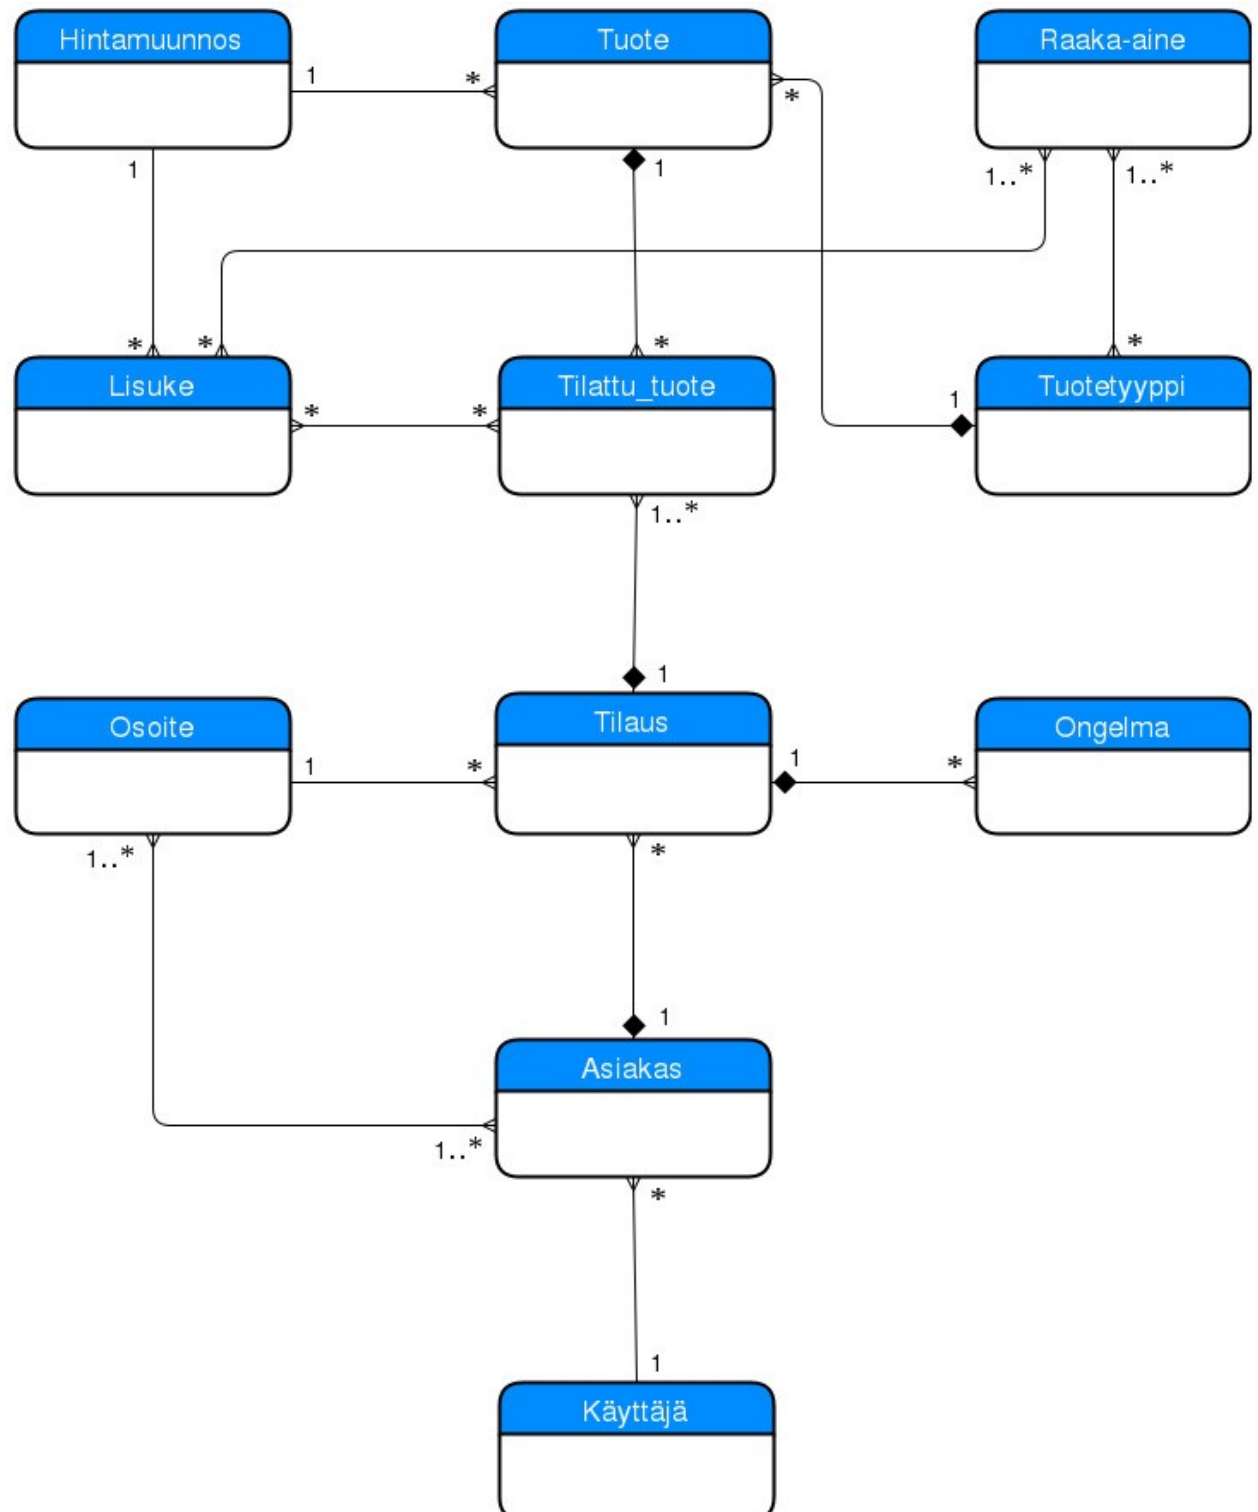 Hintamuunnos
Tuote
Raaka-aine
1
*
*
1
1
1..*
1..*
*
*
*
*
1
Lisuke
Tilattu_tuote
Tuotetyyppi
*
*
1..*
1
Osoite
Tilaus
Ongelma
1
*
1
*
1..*
*
1
Asiakas
1..*
*
1
Käyttäjä